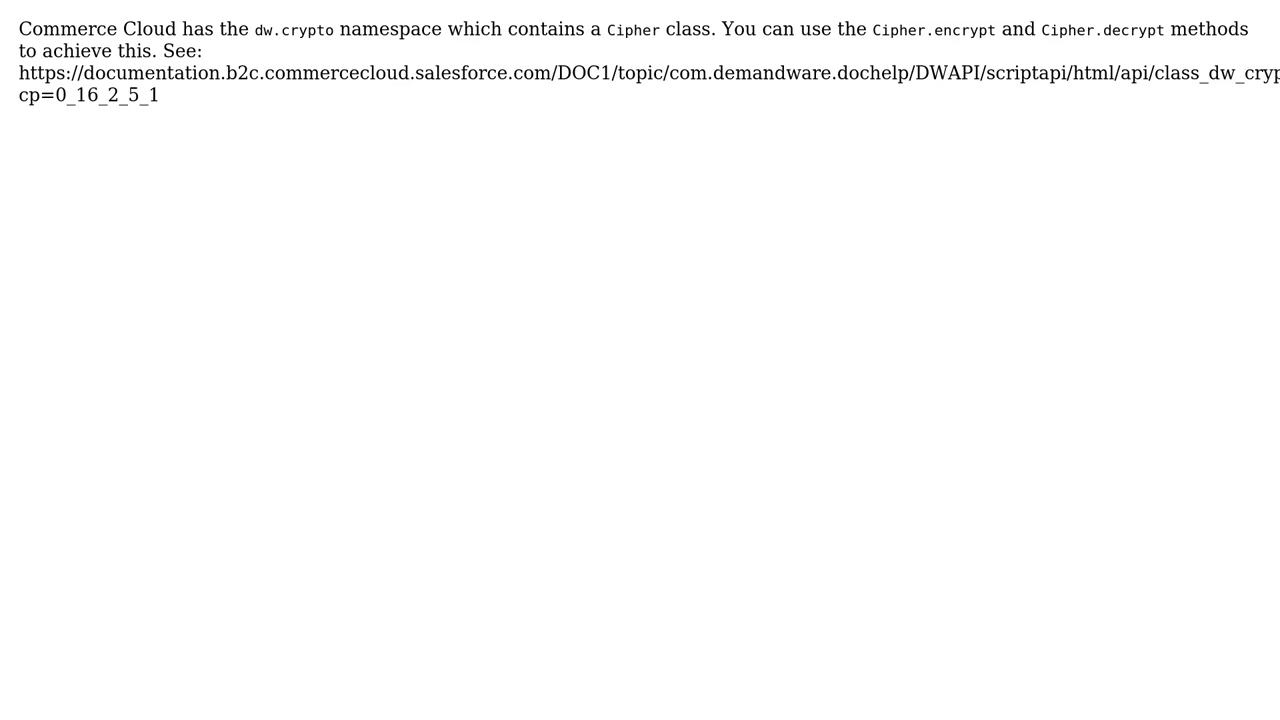 Commerce Cloud has the dw.crypto namespace which contains a Cipher class. You can use the Cipher.encrypt and Cipher.decrypt methods
to achieve this. See:
https://documentation.b2c.commercecloud.salesforce.com/DOC1/topic/com.demandware.dochelp/DWAPI/scriptapi/html/api/class_dw_cryp
cp=0_16_2_5_1